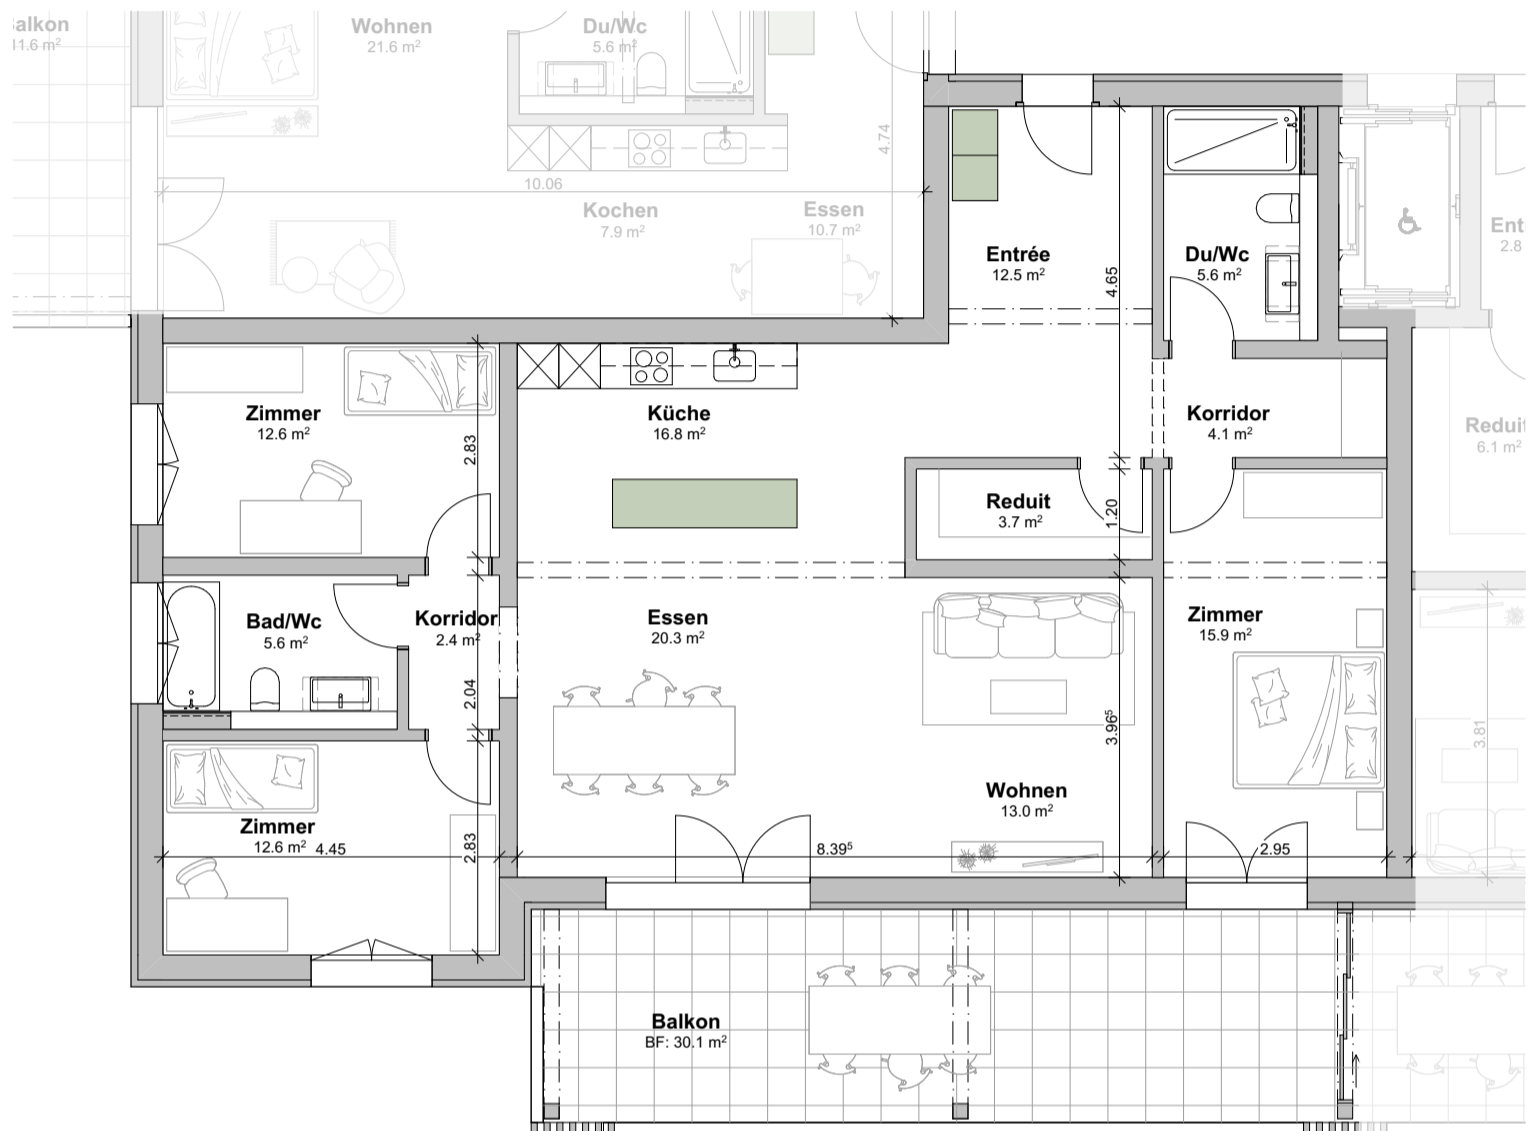 Balkon
11.6 m²
Wohnen
21.6 m²
Du/Wc
5.6 m²
4.74
10.06
Kochen
7.9 m²
Essen
10.7 m²
Entrée
12.5 m²
4.65
Du/Wc
5.6 m²
2.8
Zimmer
12.6 m²
2.83
Küche
16.8 m²
Korridor
4.1 m²
Reduit
6.1 m²
Reduit
3.7 m²
1.20
Bad/Wc
5.6 m²
Korridor
2.4 m²
2.04
Essen
20.3 m²
Zimmer
15.9 m²
3.96⁵
3.81
Wohnen
13.0 m²
Zimmer
12.6 m²
4.45
2.83
8.39⁵
2.95
Balkon
BF: 30.1 m²